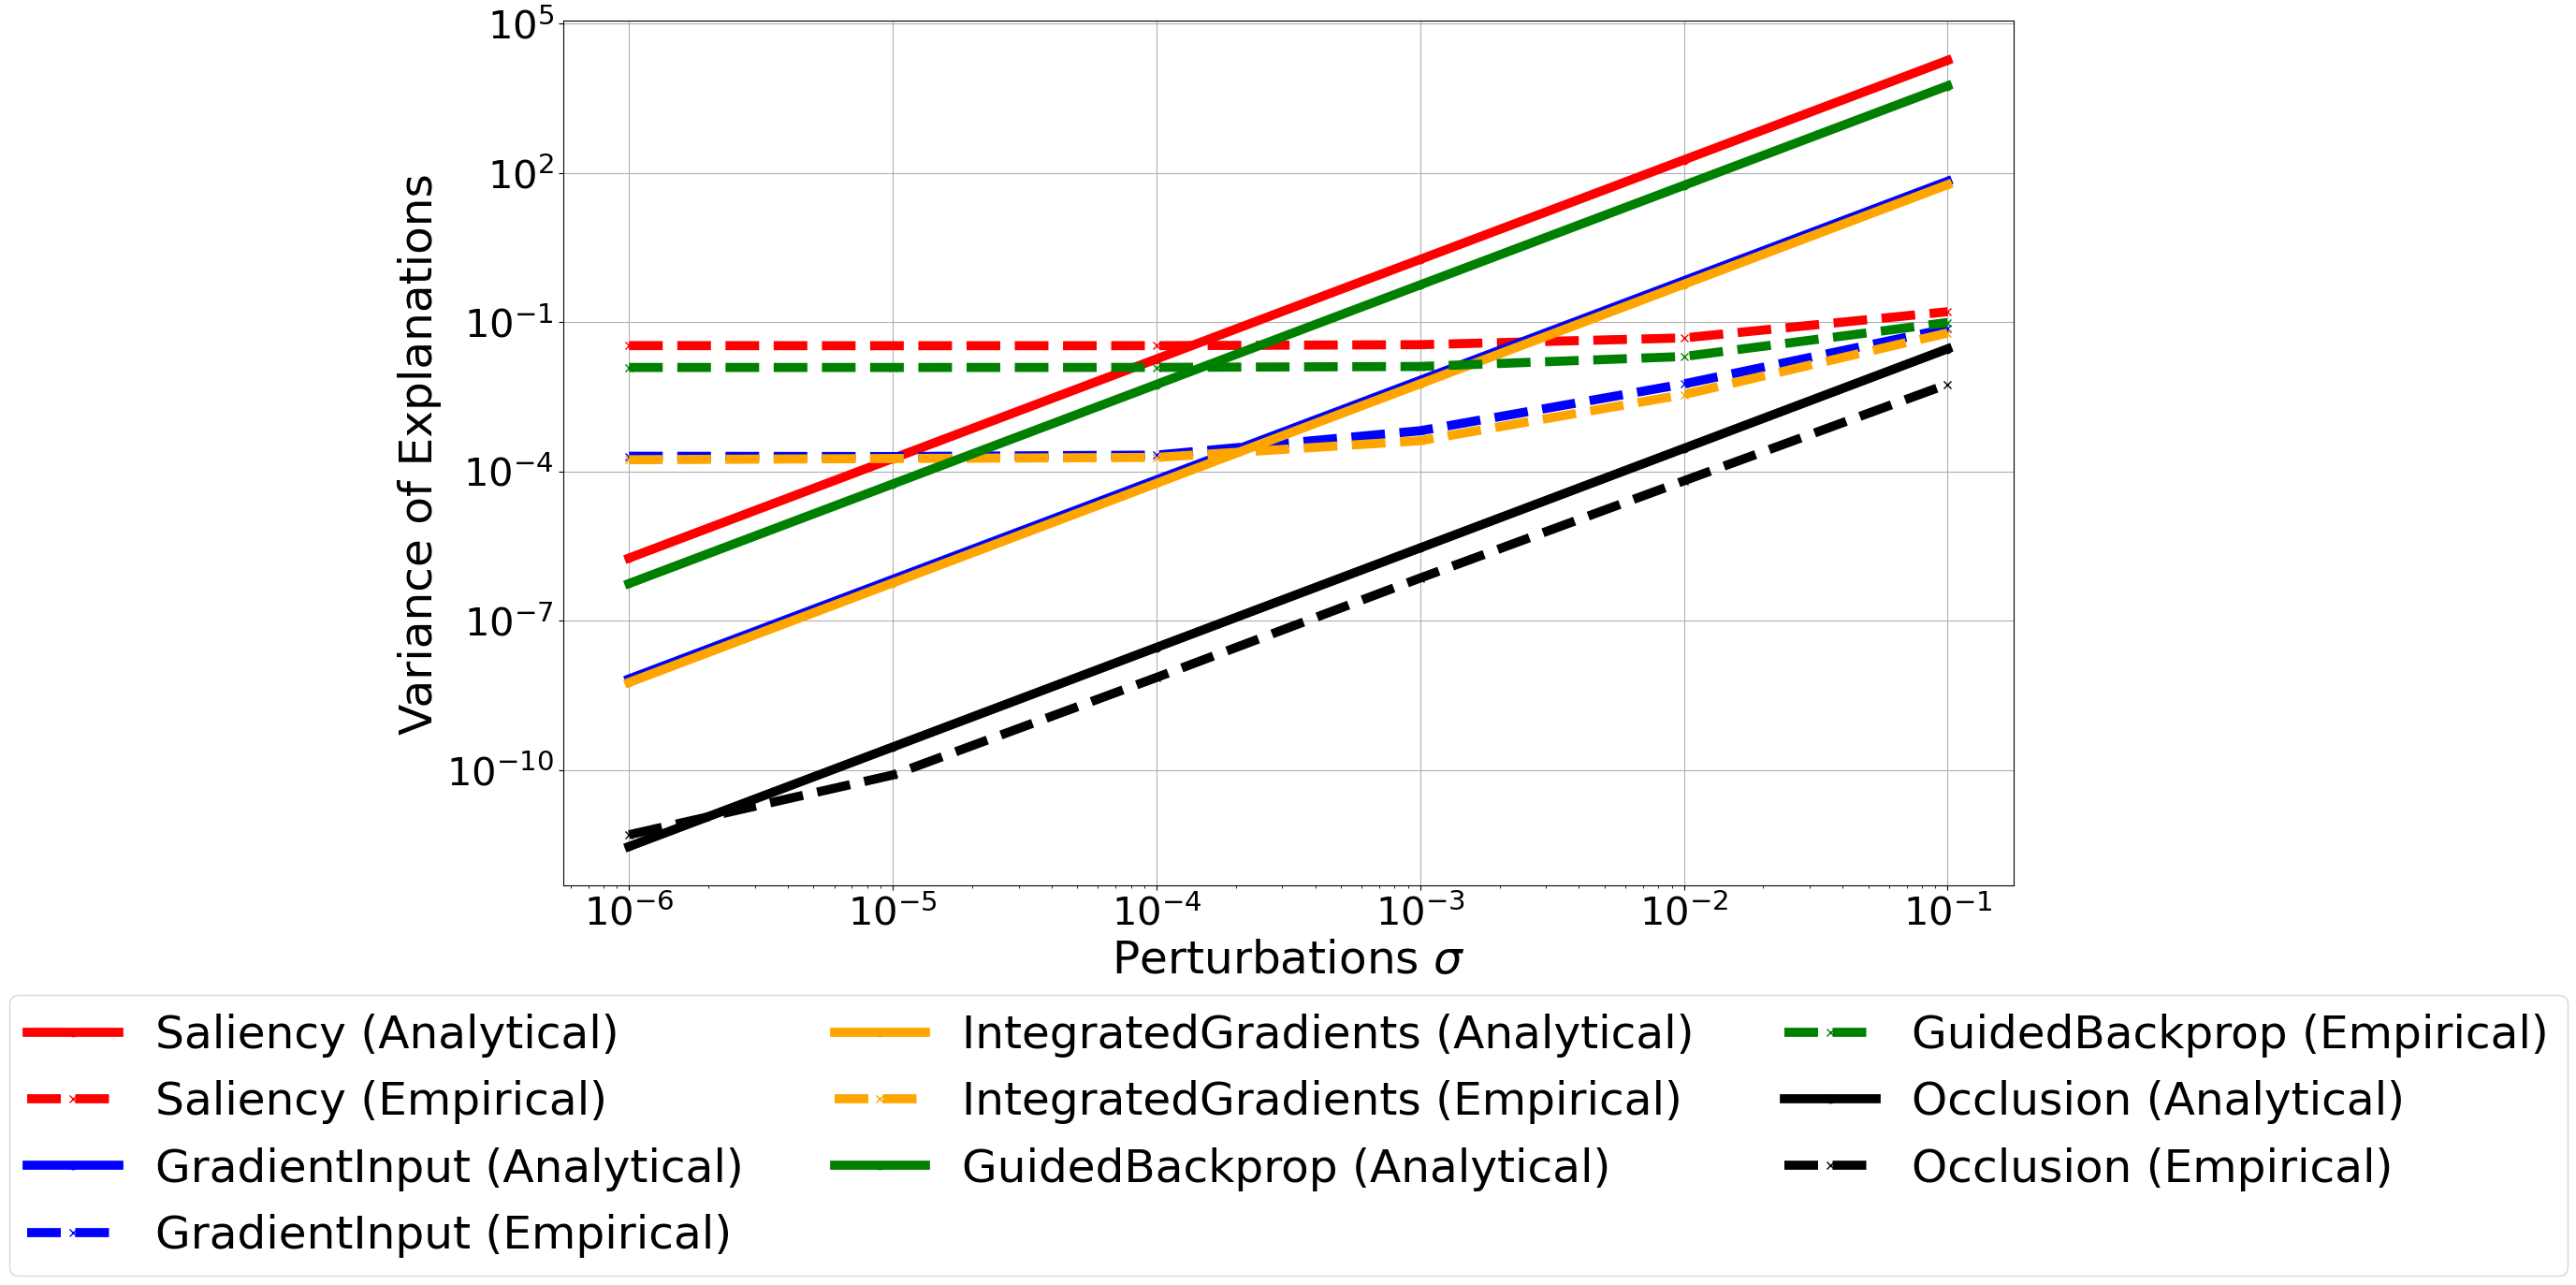 10^5
10^2
10^−1
10^−4
10^−7
10^−10
Variance of Explanations
10^−6 10^−5 10^−4 10^−3 10^−2 10^−1
Perturbations σ
Saliency (Analytical)
Saliency (Empirical)
GradientInput (Analytical)
GradientInput (Empirical)
IntegratedGradients (Analytical)
IntegratedGradients (Empirical)
GuidedBackprop (Analytical)
GuidedBackprop (Empirical)
Occlusion (Analytical)
Occlusion (Empirical)